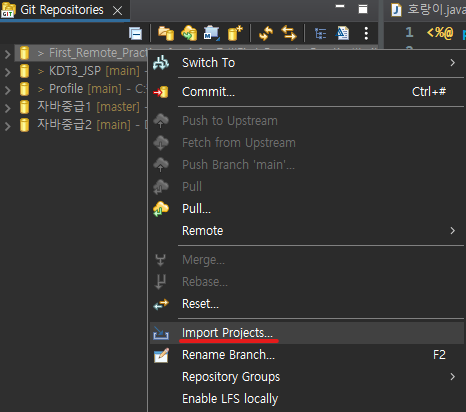 Git Repositories
호랑이.java
GIT
1
<%@
> First_Remote_Prac
> KDT3_JSP [main] -
> Profile [main] - C:
자바중급1 [master] -
자바중급2 [main] - D
Switch To
Commit... Ctrl+#
Push to Upstream
Fetch from Upstream
Push Branch 'main'...
Pull
Pull...
Remote
Merge...
Rebase...
Reset...
Import Projects...
Rename Branch... F2
Repository Groups
Enable LFS locally